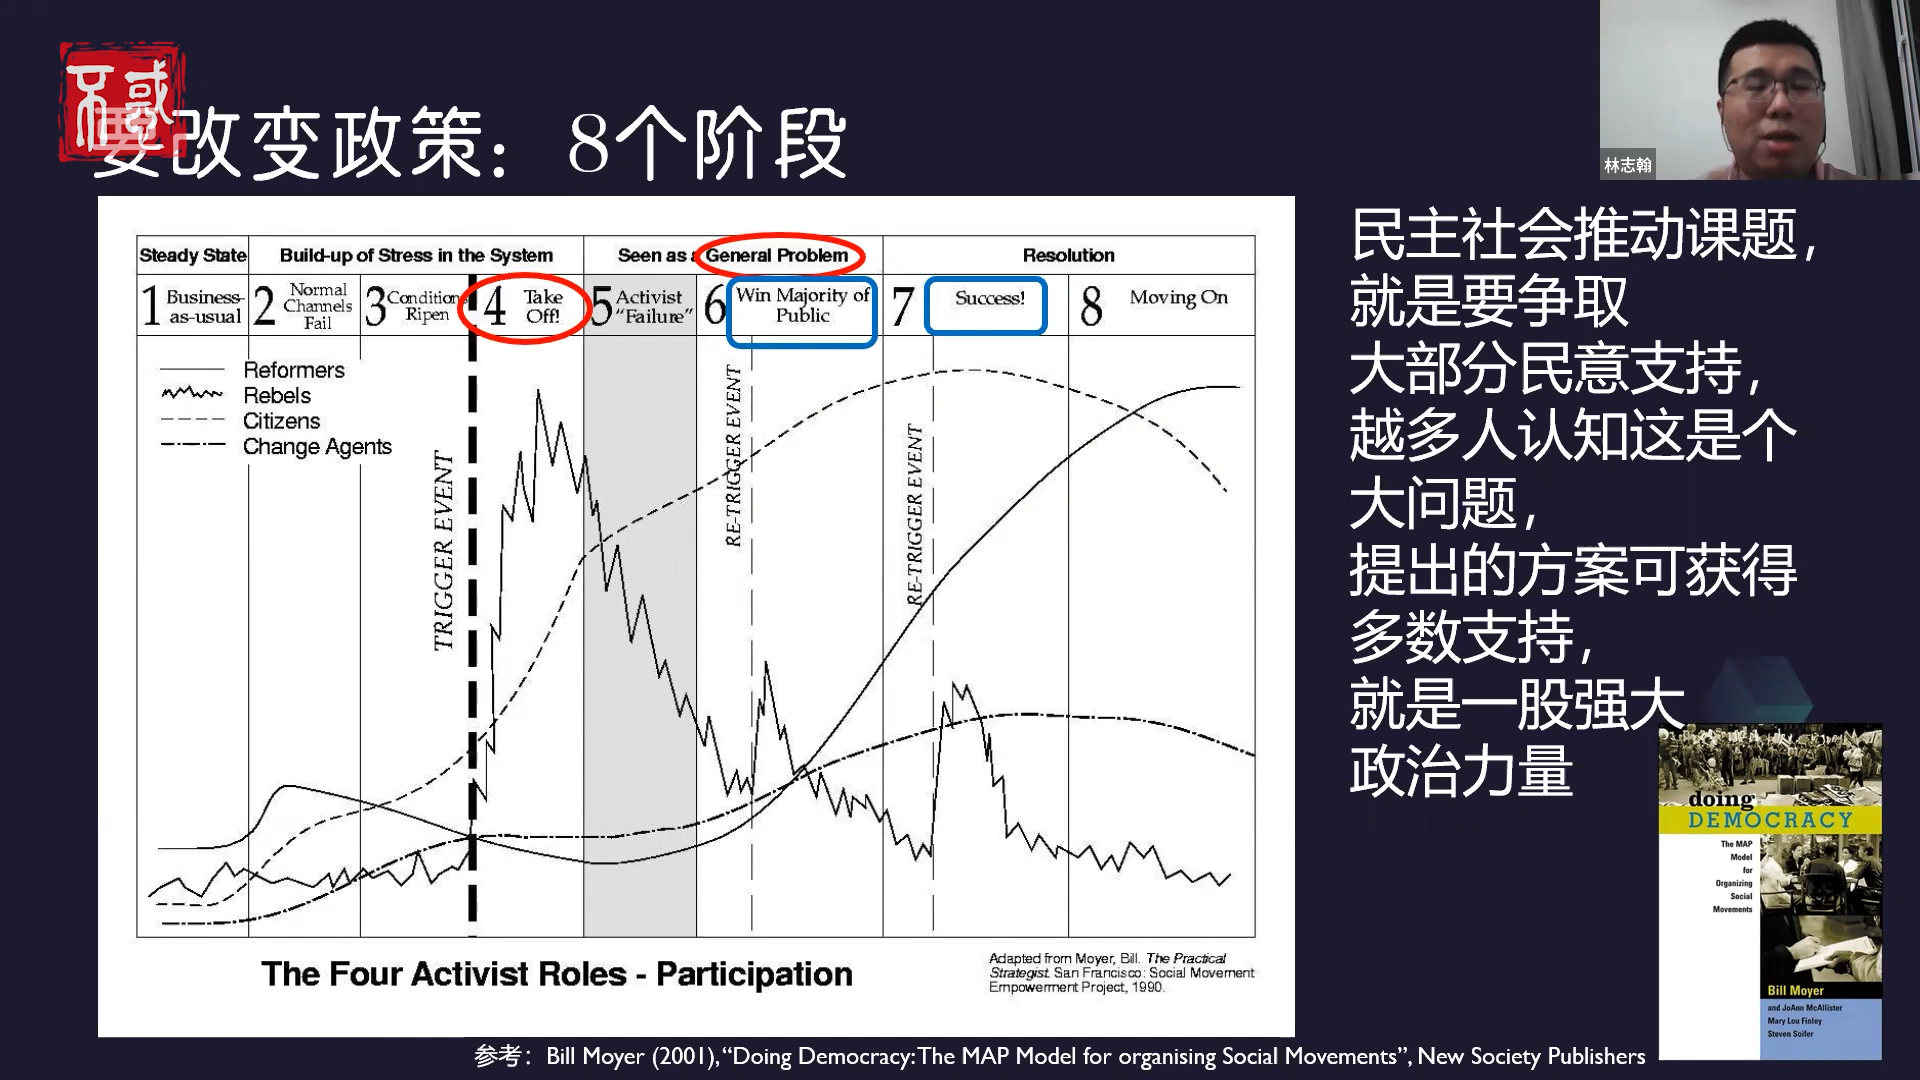 不惑
要改变政策：8个阶段
林志翰
Steady State
Build-up of Stress in the System
Seen as a General Problem
Resolution
1 Business-as-usual
2 Normal Channels Fail
3 Conditions Ripen
4 Take Off!
5 Activist “Failure”
6 Win Majority of Public
7 Success!
8 Moving On
Reformers
Rebels
Citizens
Change Agents
TRIGGER EVENT
RE-TRIGGER EVENT
RE-TRIGGER EVENT
The Four Activist Roles - Participation
Adapted from Moyer, Bill. The Practical
Strategist. San Francisco: Social Movement
Empowerment Project, 1990.
民主社会推动课题，
就是要争取
大部分民意支持，
越多人认知这是个
大问题，
提出的方案可获得
多数支持，
就是一股强大
政治力量
doing
DEMOCRACY
The MAP
Model
for
Organizing
Social
Movements
Bill Moyer
and JoAnn McAllister
Mary Lou Finley
Steven Soifer
参考：Bill Moyer (2001), “Doing Democracy: The MAP Model for organising Social Movements”, New Society Publishers